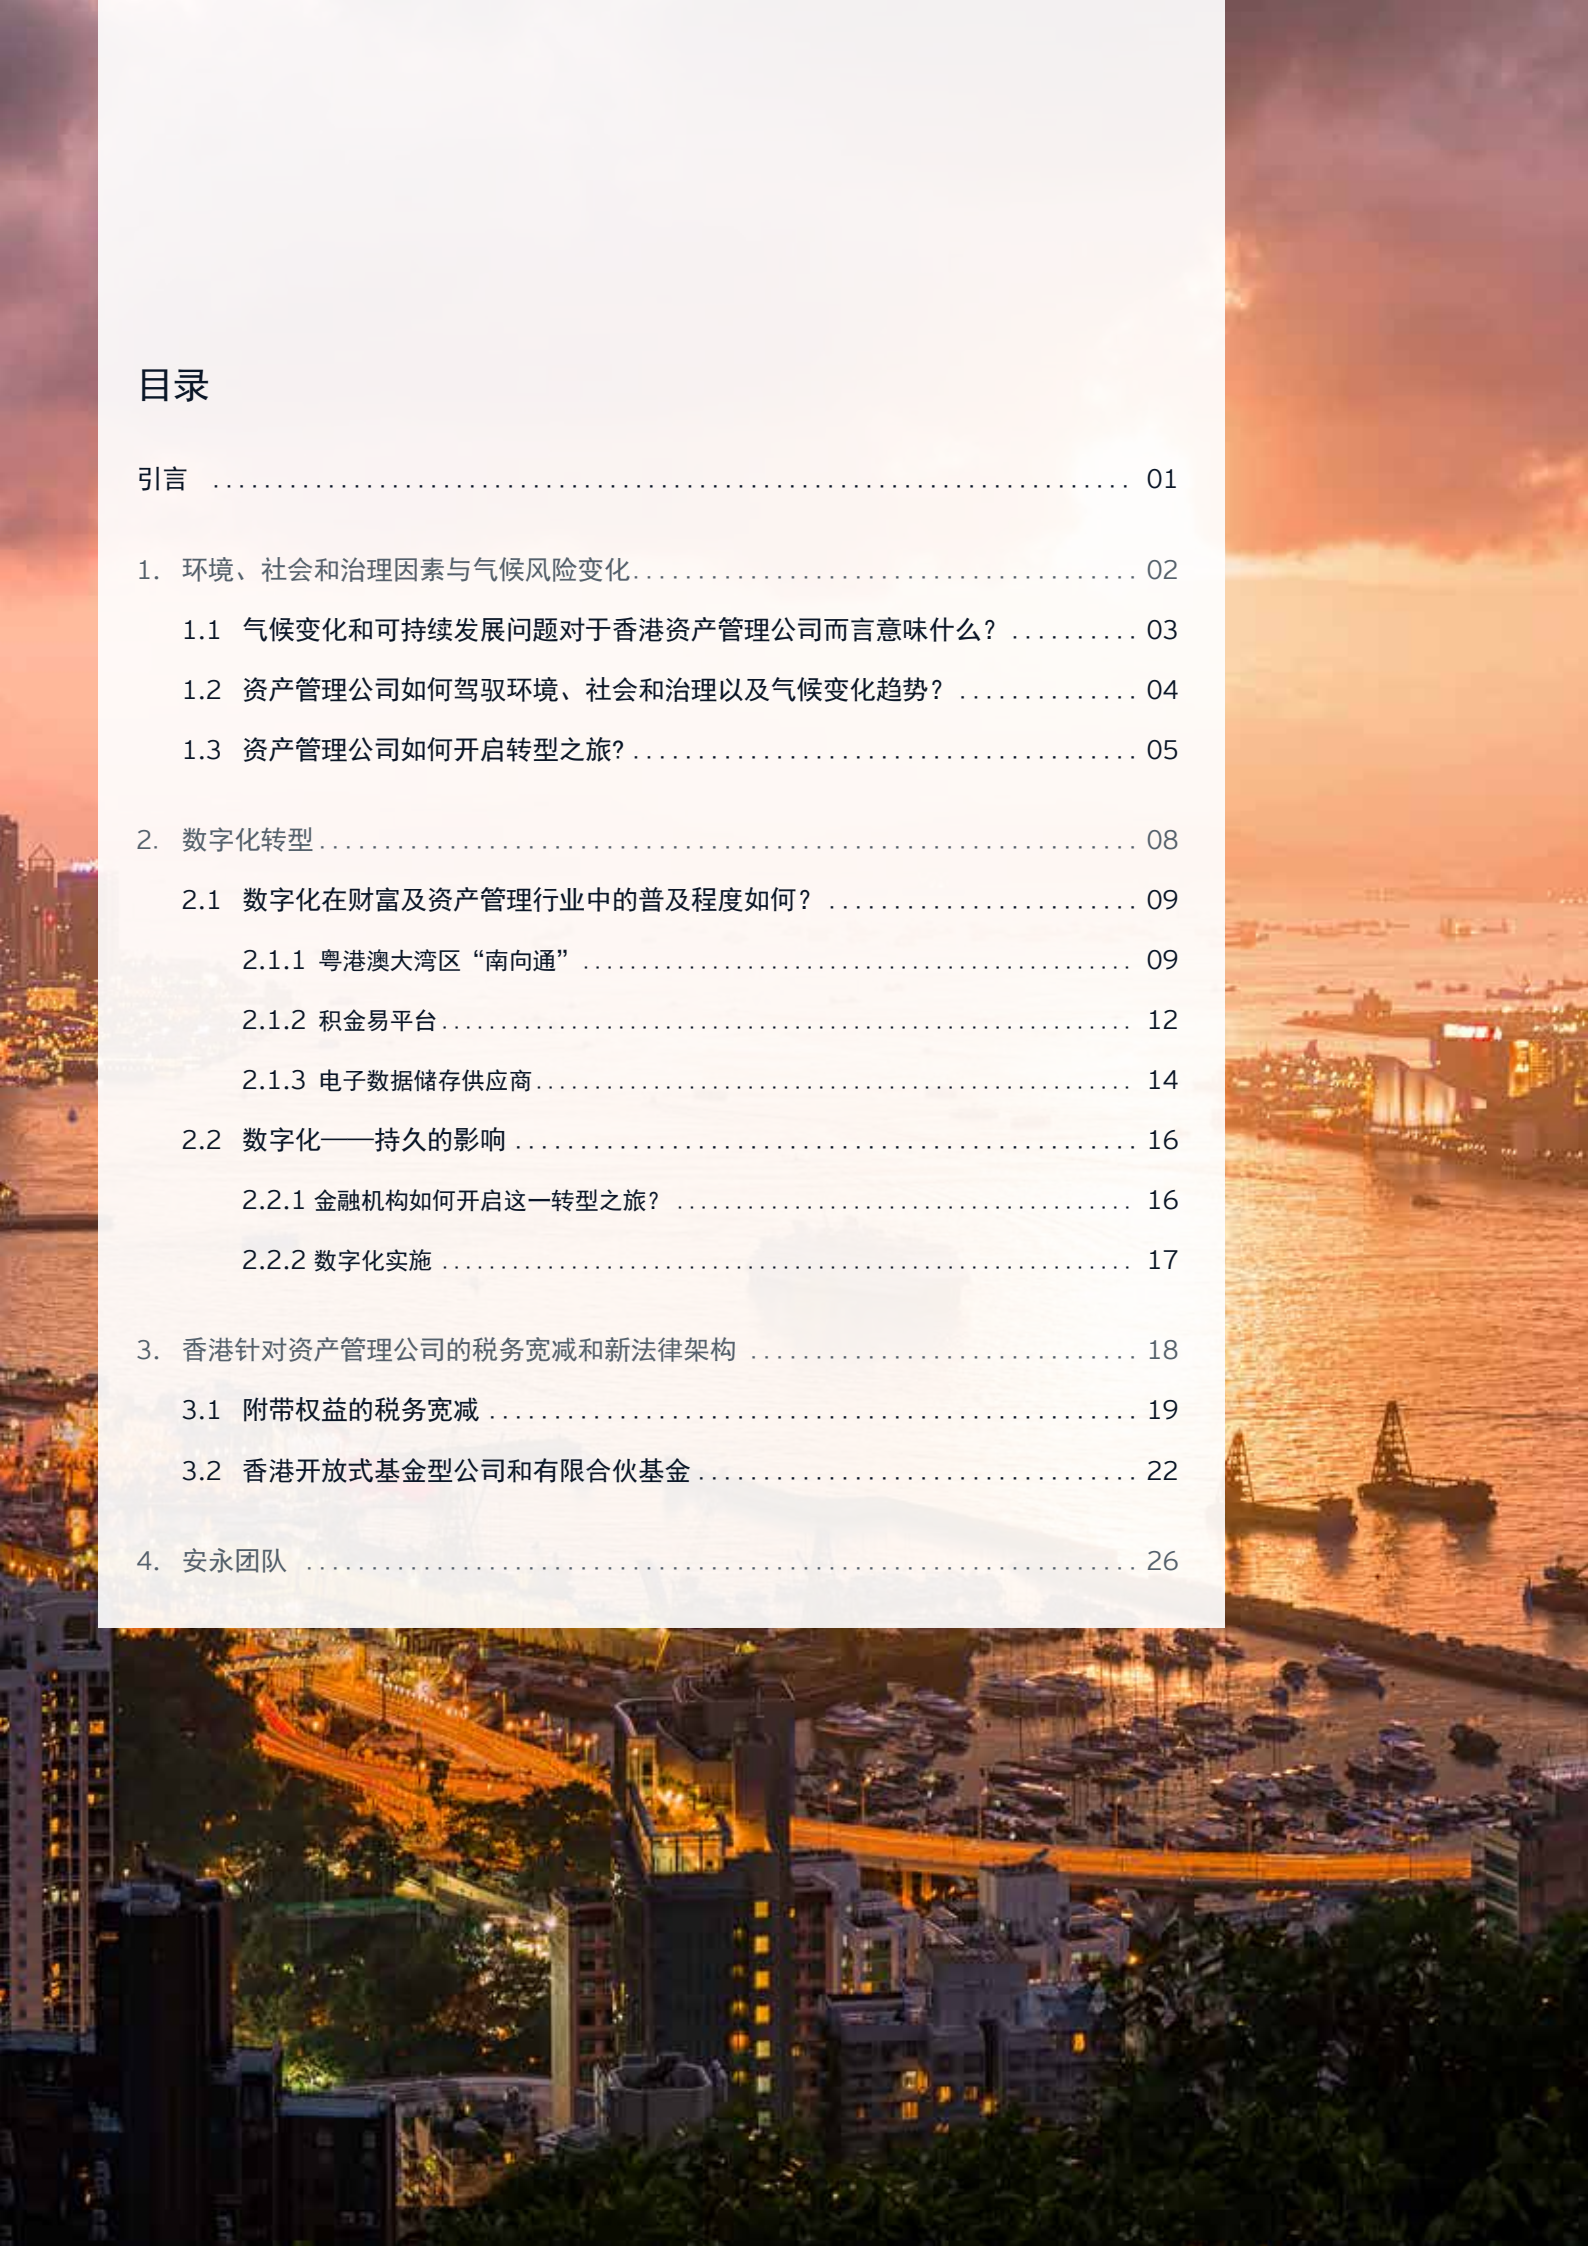 目录
引言 01
1. 环境、社会和治理因素与气候风险变化 02
1.1 气候变化和可持续发展问题对于香港资产管理公司而言意味什么? 03
1.2 资产管理公司如何驾驭环境、社会和治理以及气候变化趋势? 04
1.3 资产管理公司如何开启转型之旅? 05
2. 数字化转型 08
2.1 数字化在财富及资产管理行业中的普及程度如何? 09
2.1.1 粤港澳大湾区“南向通” 09
2.1.2 积金易平台 12
2.1.3 电子数据储存供应商 14
2.2 数字化——持久的影响 16
2.2.1 金融机构如何开启这一转型之旅? 16
2.2.2 数字化实施 17
3. 香港针对资产管理公司的税务宽减和新法律架构 18
3.1 附带权益的税务宽减 19
3.2 香港开放式基金型公司和有限合伙基金 22
4. 安永团队 26